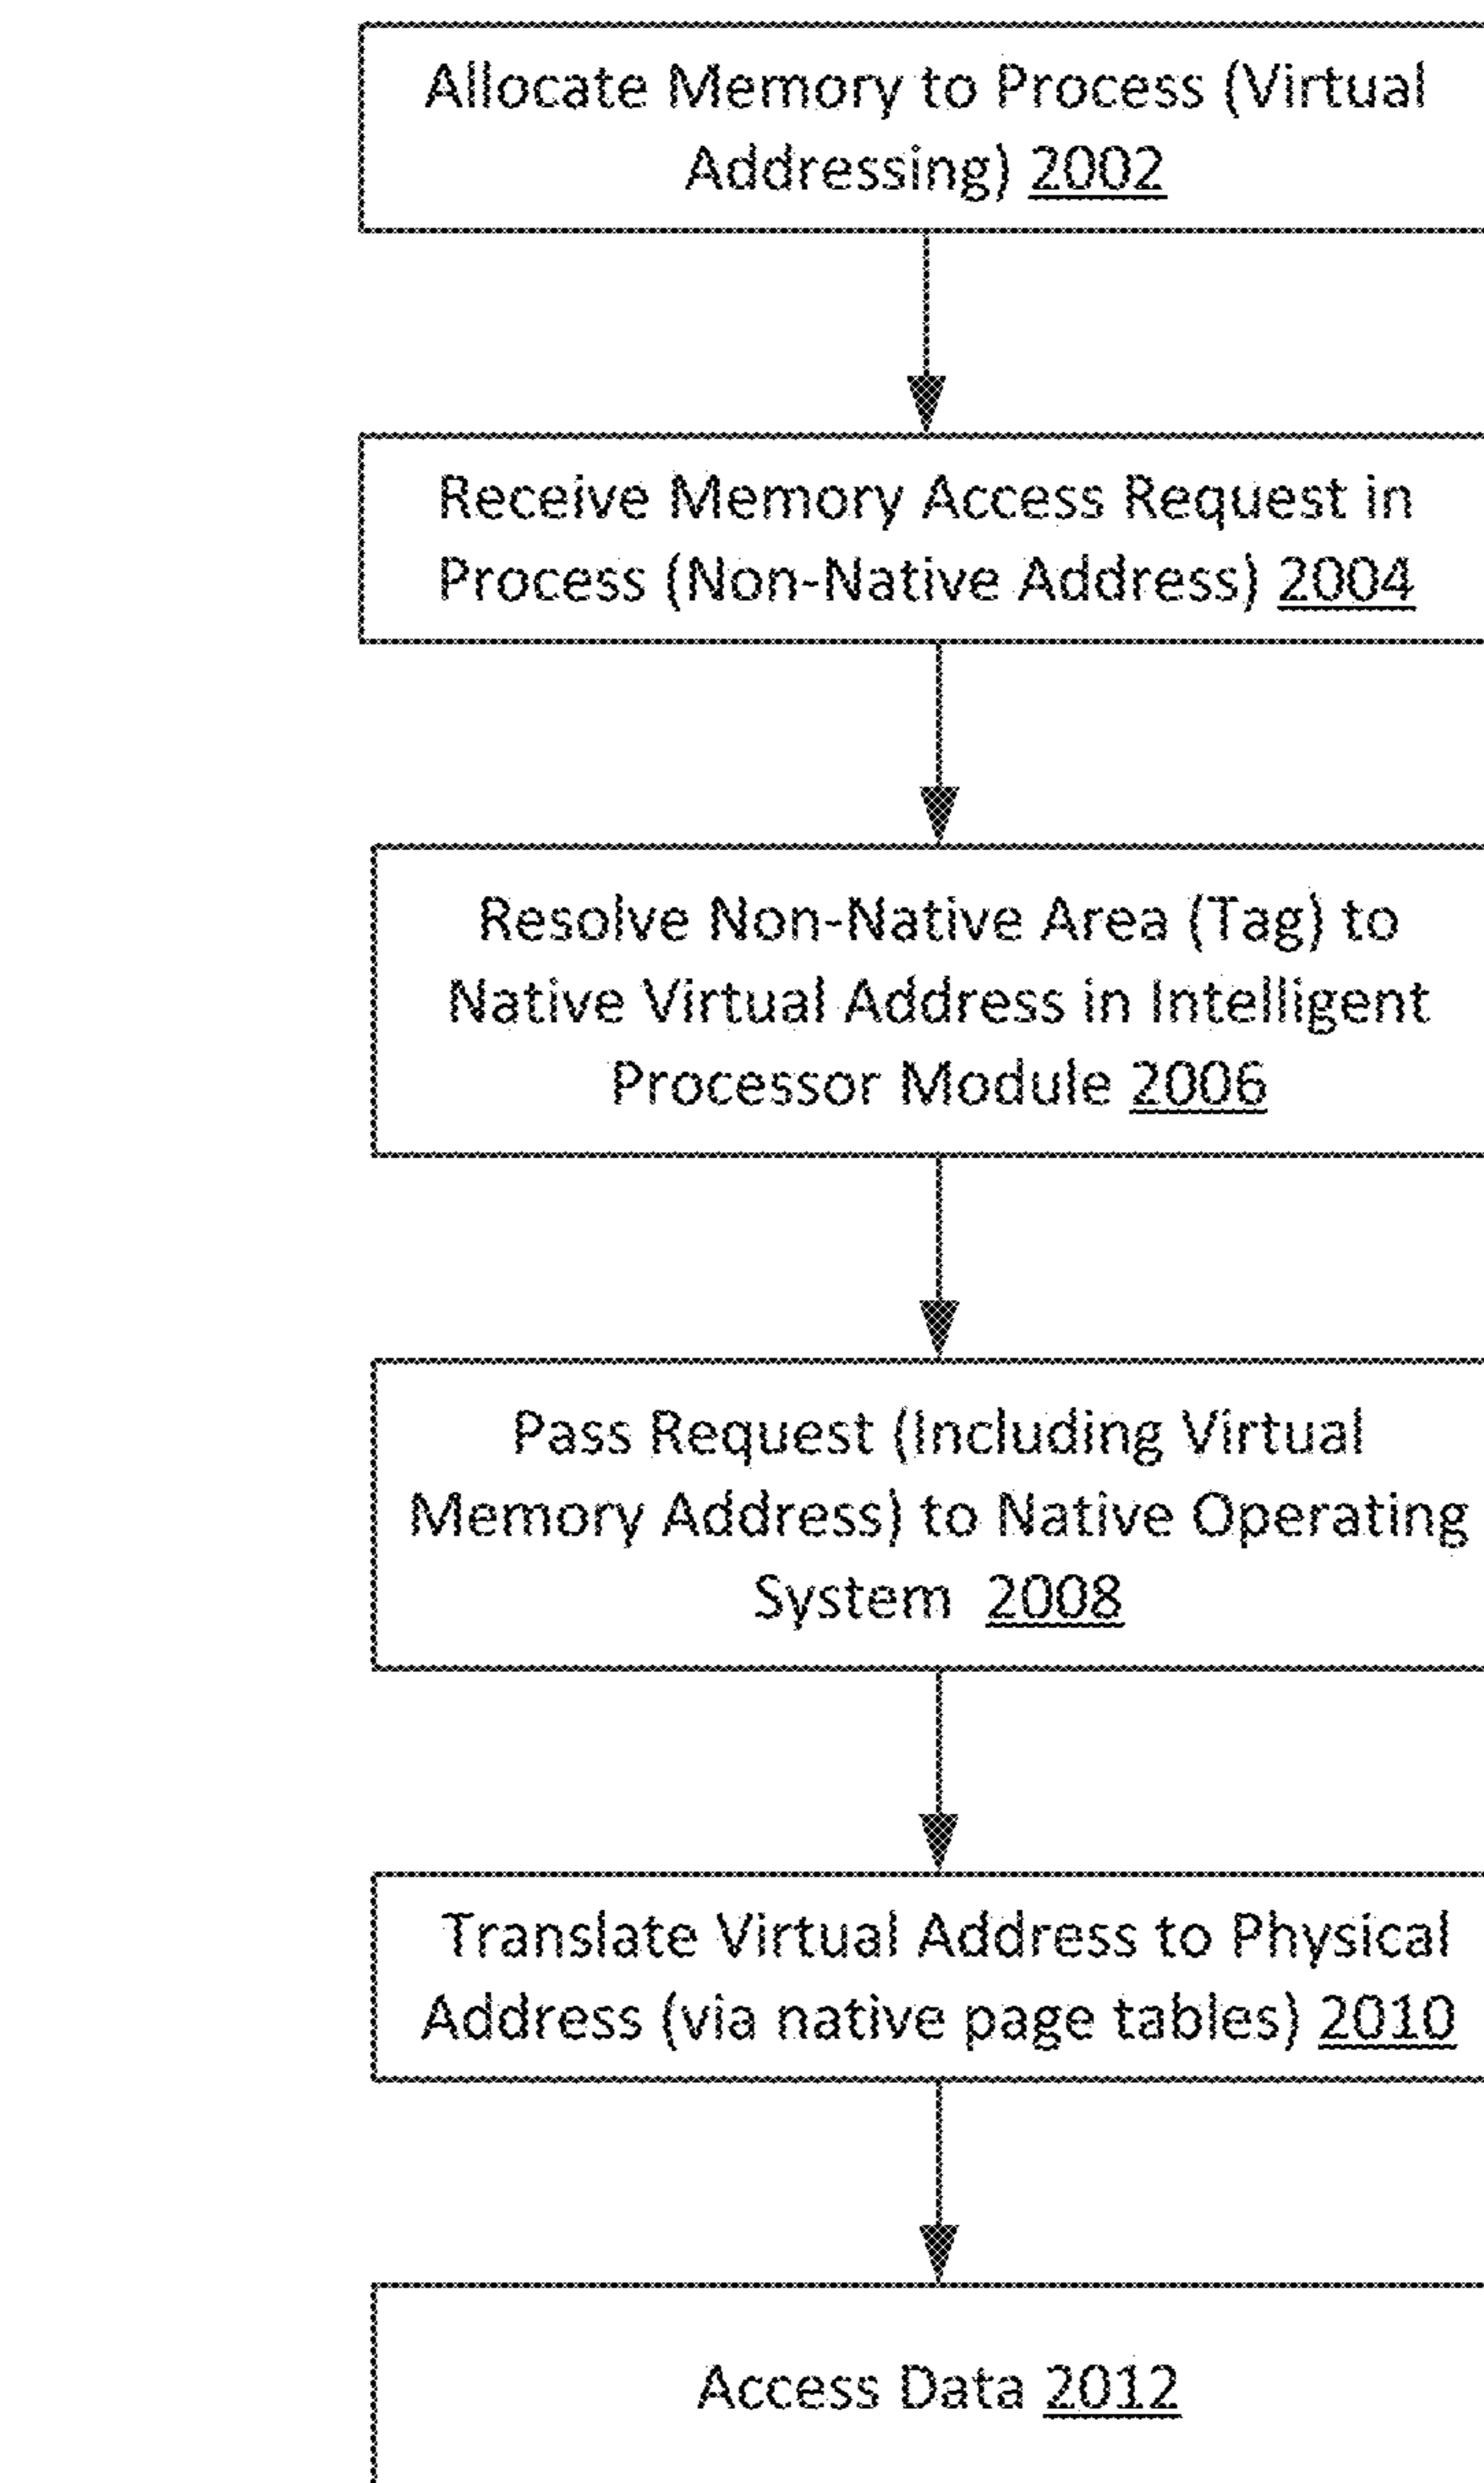 Allocate Memory to Process (Virtual
Addressing) 2002
Receive Memory Access Request in
Process (Non-Native Address) 2004
Resolve Non-Native Area (Tag) to
Native Virtual Address in Intelligent
Processor Module 2006
Pass Request (Including Virtual
Memory Address) to Native Operating
System 2008
Translate Virtual Address to Physical
Address (via native page tables) 2010
Access Data 2012